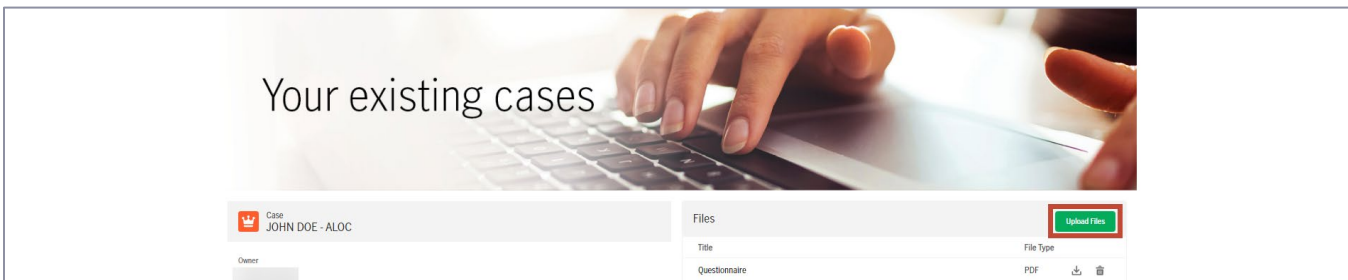 Your existing cases
Case
JOHN DOE - ALOC
Owner
Files
Upload Files
Title File Type
Questionnaire PDF